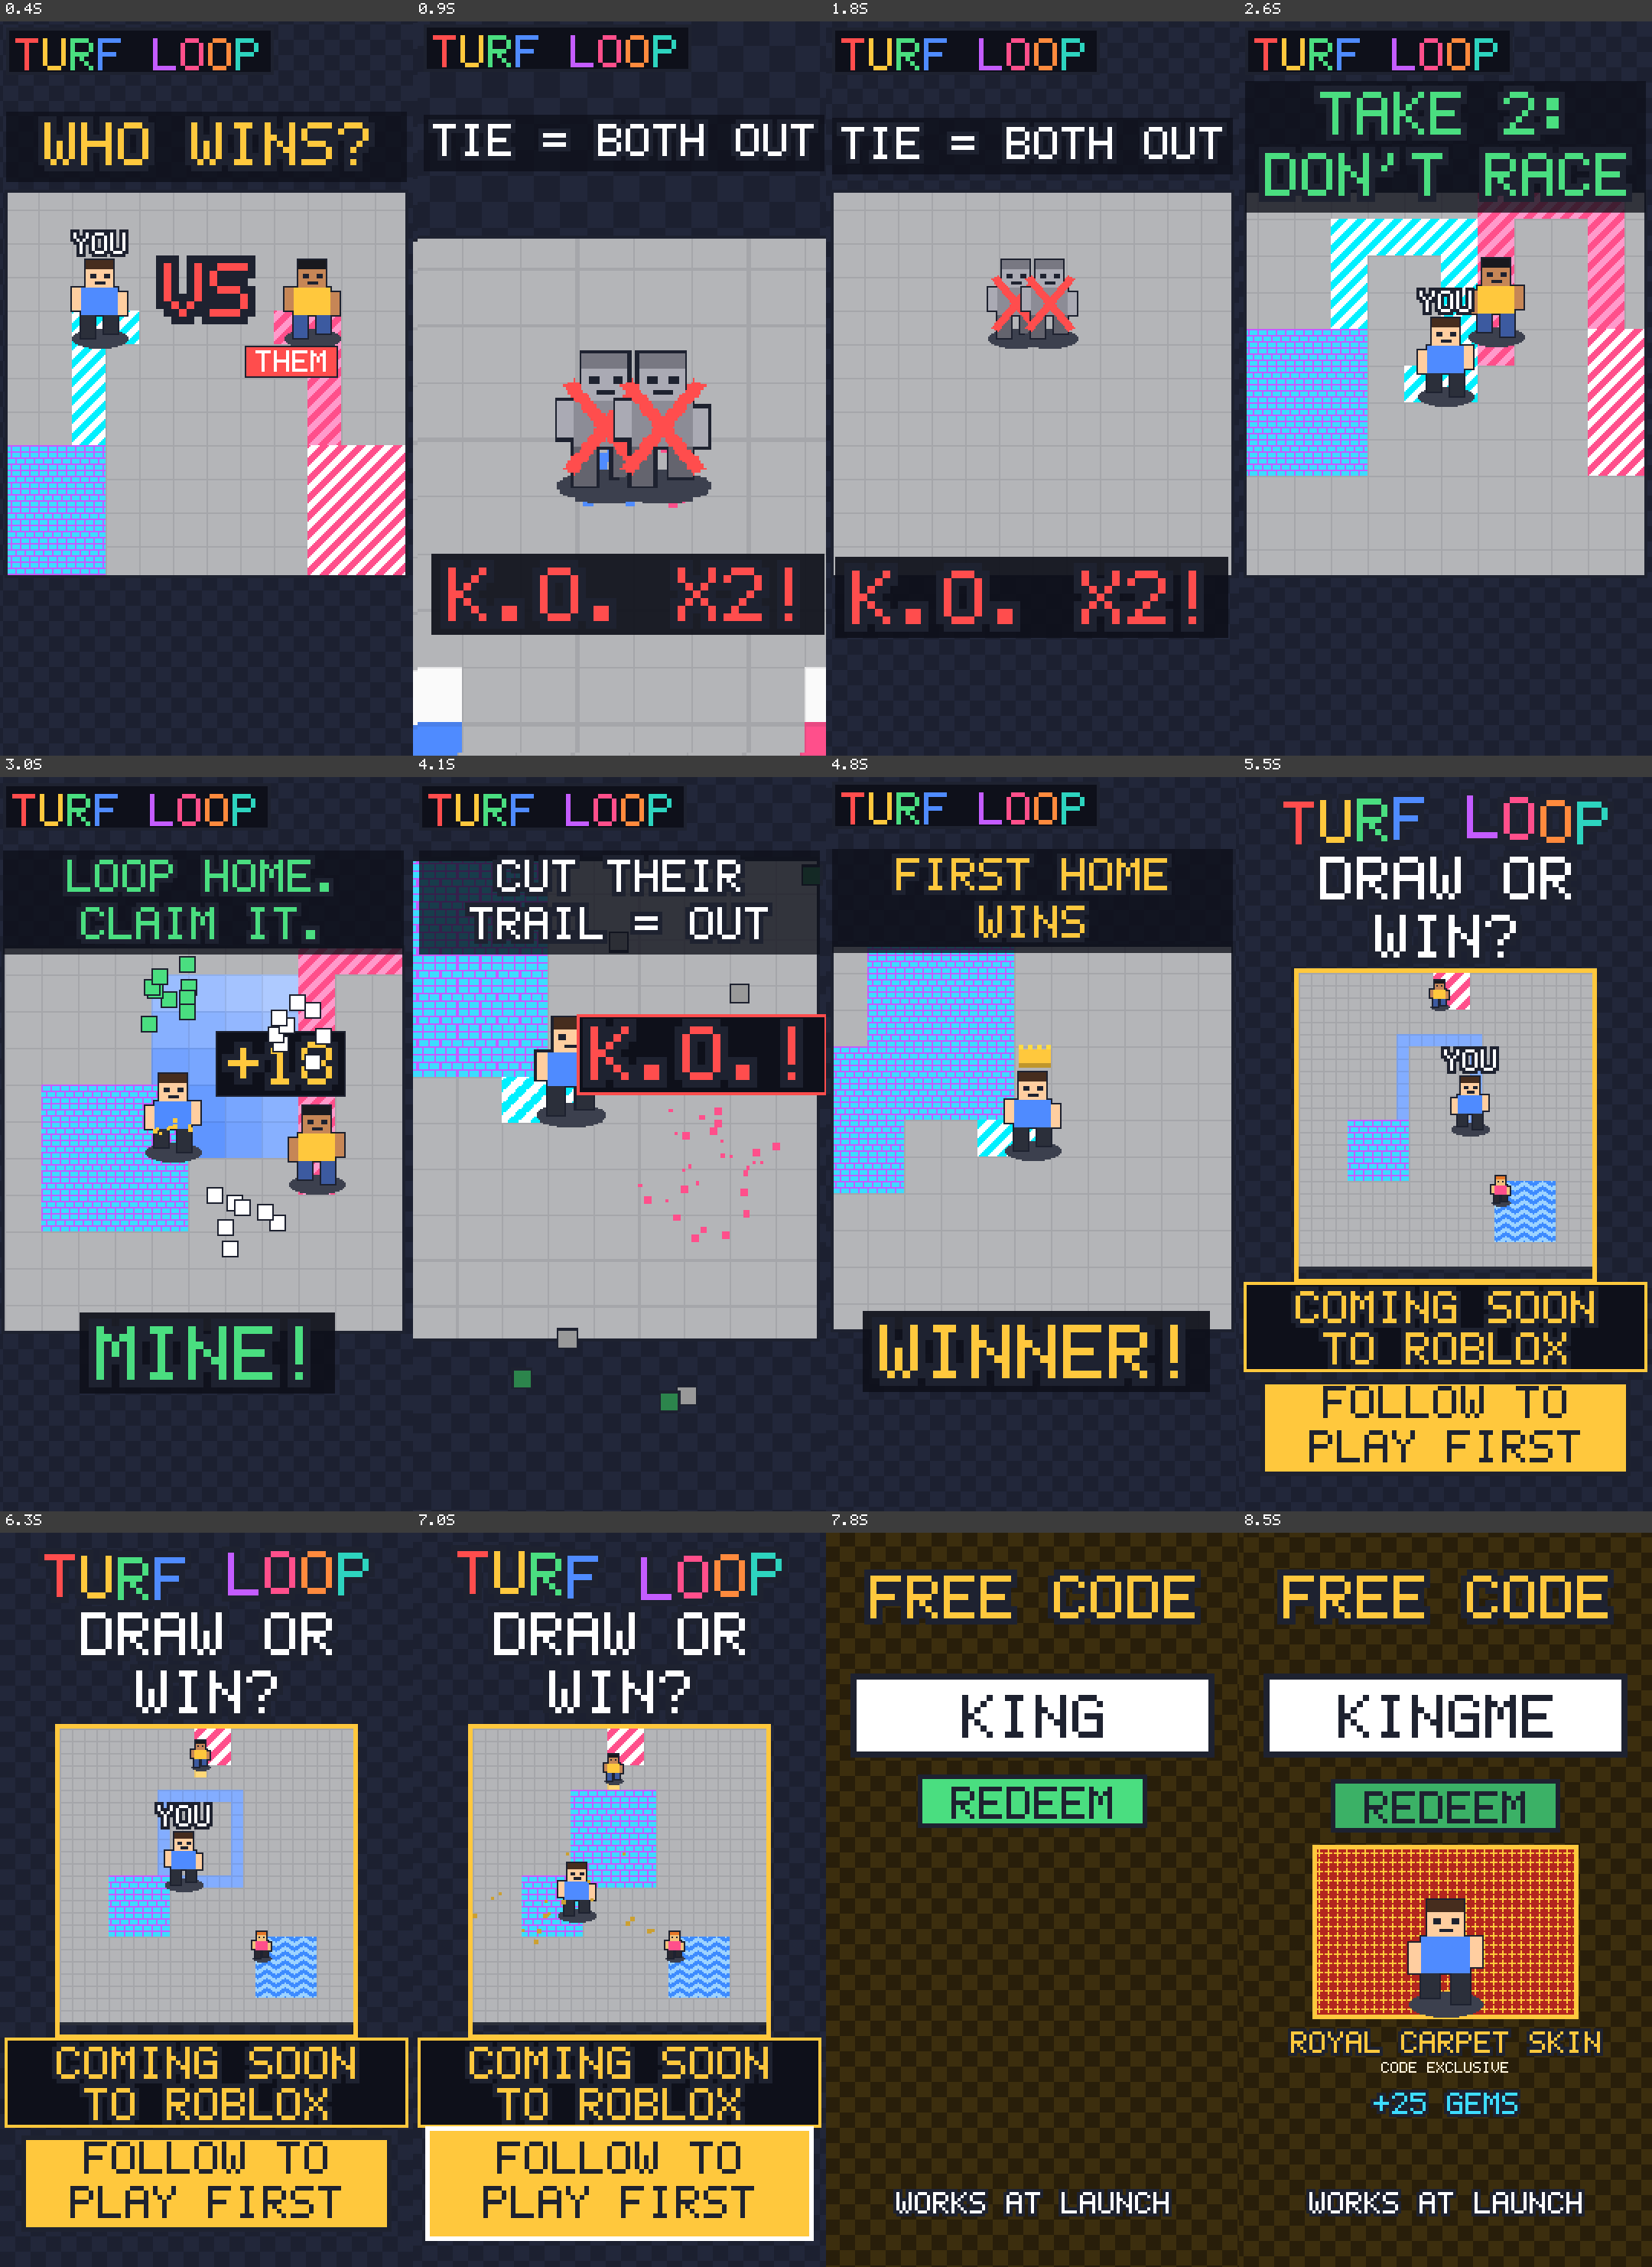 0.4S
TURF LOOP
WHO WINS?
YOU
VS
THEM
0.9S
TURF LOOP
TIE = BOTH OUT
K.O. X2!
1.8S
TURF LOOP
TIE = BOTH OUT
K.O. X2!
2.6S
TURF LOOP
TAKE 2:
DON'T RACE
YOU
3.0S
TURF LOOP
LOOP HOME.
CLAIM IT.
MINE!
4.1S
TURF LOOP
CUT THEIR
TRAIL = OUT
K.O.!
4.8S
TURF LOOP
FIRST HOME
WINS
WINNER!
5.5S
TURF LOOP
DRAW OR
WIN?
YOU
COMING SOON
TO ROBLOX
FOLLOW TO
PLAY FIRST
6.3S
TURF LOOP
DRAW OR
WIN?
YOU
COMING SOON
TO ROBLOX
FOLLOW TO
PLAY FIRST
7.0S
TURF LOOP
DRAW OR
WIN?
COMING SOON
TO ROBLOX
FOLLOW TO
PLAY FIRST
7.8S
FREE CODE
KING
REDEEM
WORKS AT LAUNCH
8.5S
FREE CODE
KINGME
REDEEM
ROYAL CARPET SKIN
CODE EXCLUSIVE
+25 GEMS
WORKS AT LAUNCH